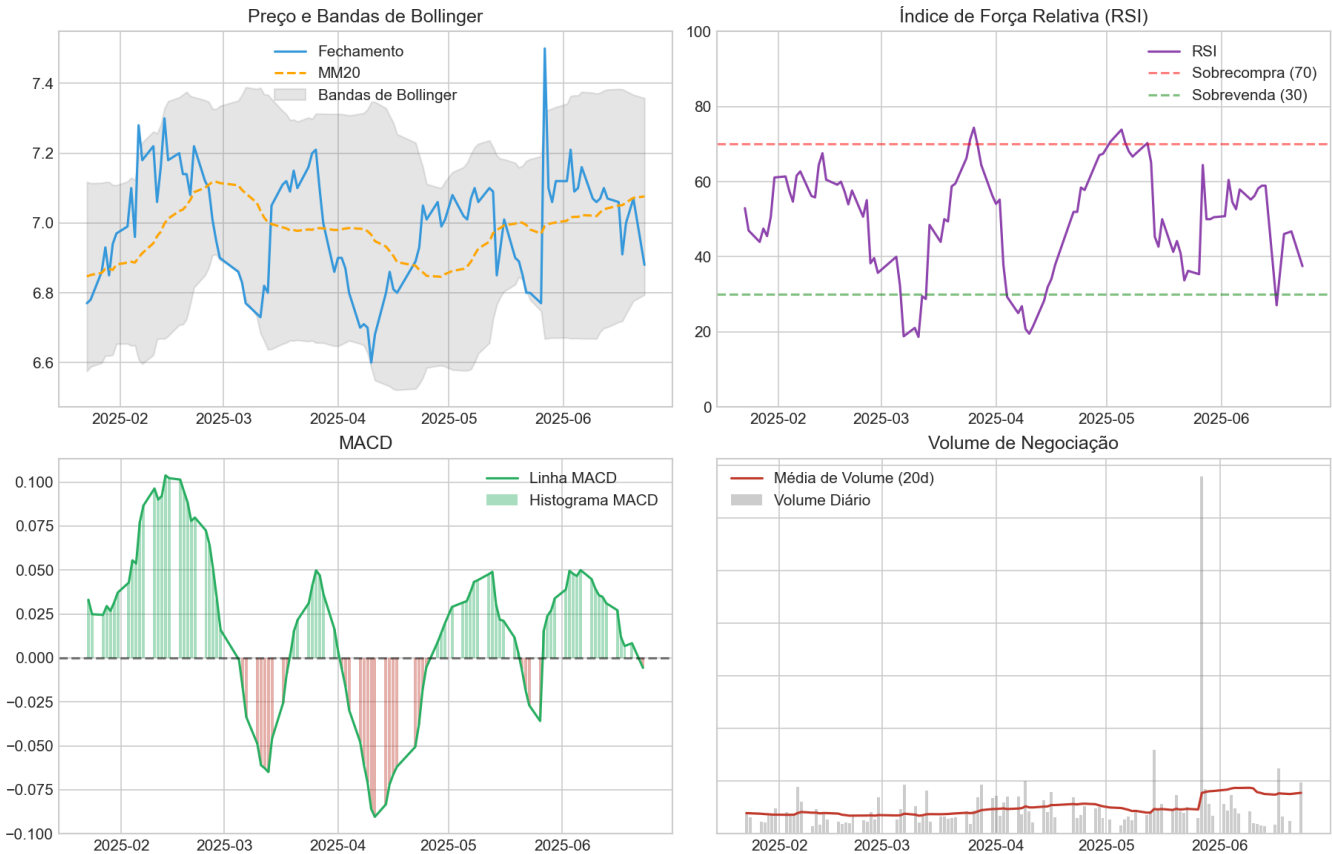 Preço e Bandas de Bollinger
Fechamento
MM20
Bandas de Bollinger
7.4
7.2
7.0
6.8
6.6
2025-02
2025-03
2025-04
2025-05
2025-06
Índice de Força Relativa (RSI)
RSI
Sobrecompra (70)
Sobrevenda (30)
100
80
60
40
20
0
2025-02
2025-03
2025-04
2025-05
2025-06
MACD
Linha MACD
Histograma MACD
0.100
0.075
0.050
0.025
0.000
−0.025
−0.050
−0.075
−0.100
2025-02
2025-03
2025-04
2025-05
2025-06
Volume de Negociação
Média de Volume (20d)
Volume Diário
2025-02
2025-03
2025-04
2025-05
2025-06